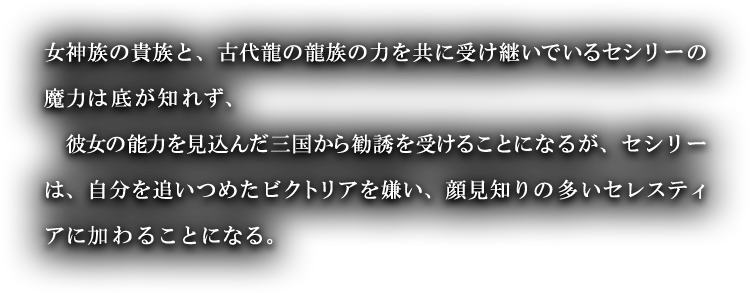 女神族の貴族と、古代龍の龍族の力を共に受け継いでいるセシリーの
魔力は底が知れず、
　彼女の能力を見込んだ三国から勧誘を受けることになるが、セシリー
は、自分を追いつめたビクトリアを嫌い、顔見知りの多いセレスティ
アに加わることになる。